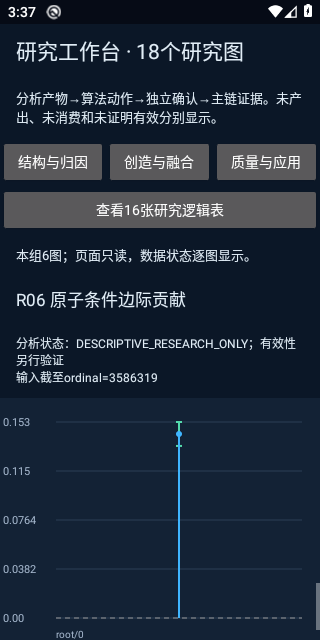 3:37
研究工作台 · 18个研究图
分析产物→算法动作→独立确认→主链证据。未产
出、未消费和未证明有效分别显示。
结构与归因
创造与融合
质量与应用
查看16张研究逻辑表
本组6图；页面只读，数据状态逐图显示。
R06 原子条件边际贡献
分析状态：DESCRIPTIVE_RESEARCH_ONLY；有效性
另行验证
输入截至ordinal=3586319
0.153
0.115
0.0764
0.0382
0.00
root/0